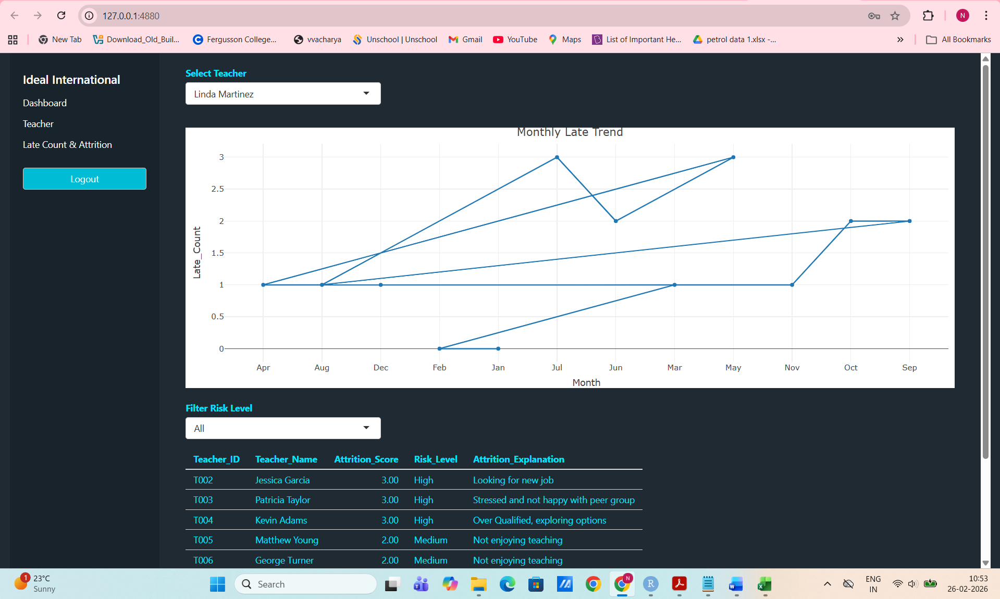 127.0.0.1:4880
N
New Tab
Download_Old_Buil...
Fergusson College...
vvacharya
Unschool | Unschool
Gmail
YouTube
Maps
List of Important He...
petrol data 1.xlsx -...
»
All Bookmarks
Ideal International
Dashboard
Teacher
Late Count & Attrition
Logout
Select Teacher
Linda Martinez
Monthly Late Trend
Late_Count
3
2.5
2
1.5
1
0.5
0
Apr Aug Dec Feb Jan Jul Jun Mar May Nov Oct Sep
Month
Filter Risk Level
All
Teacher_ID Teacher_Name Attrition_Score Risk_Level Attrition_Explanation
T002 Jessica Garcia 3.00 High Looking for new job
T003 Patricia Taylor 3.00 High Stressed and not happy with peer group
T004 Kevin Adams 3.00 High Over Qualified, exploring options
T005 Matthew Young 2.00 Medium Not enjoying teaching
T006 George Turner 2.00 Medium Not enjoying teaching
1
23°C
Sunny
Search
N
R
ENG
IN
10:53
26-02-2026